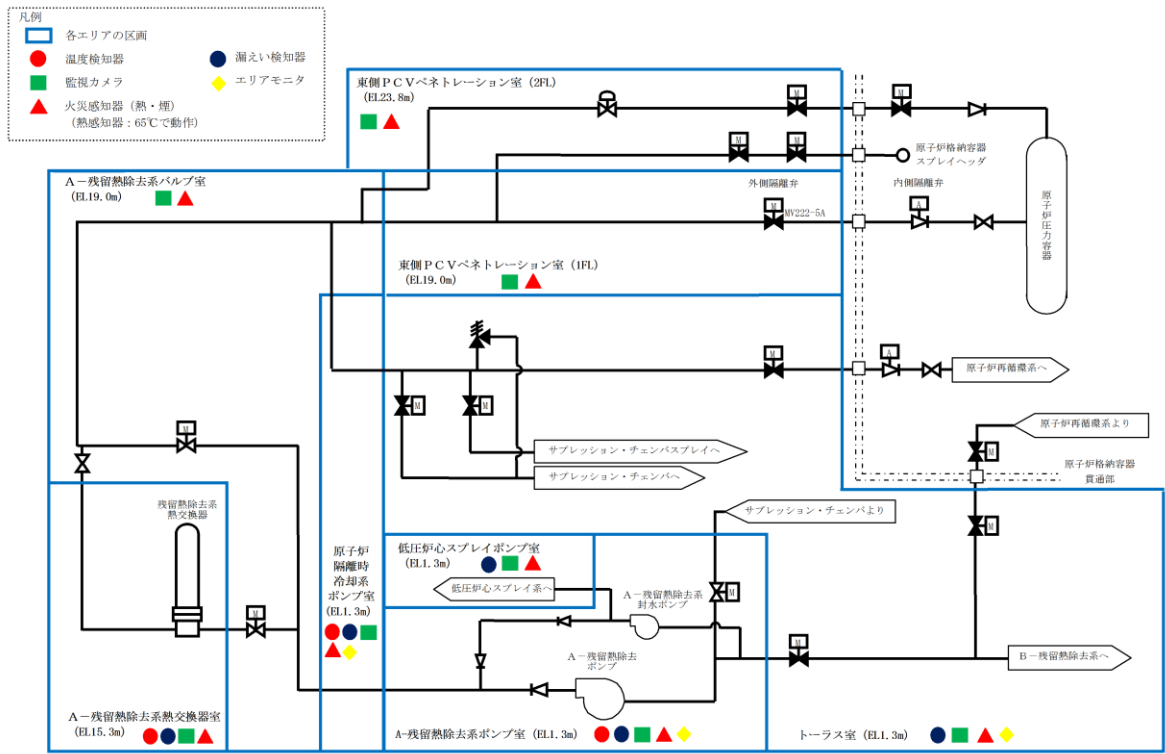 凡例
各エリアの区画
温度検知器
漏えい検知器
監視カメラ
エリアモニタ
火災感知器（熱・煙）
（熱感知器：65℃で動作）
東側ＰＣＶペネトレーション室（2FL）
(EL23.8m)
M
M
M
M
原子炉格納容器
スプレイヘッダ
A－残留熱除去系バルブ室
(EL19.0m)
外側隔離弁
内側隔離弁
M
MV222-5A
A
原子炉圧力容器
東側ＰＣＶペネトレーション室（1FL）
(EL19.0m)
M
A
原子炉再循環系へ
M
M
原子炉再循環系より
M
M
サプレッション・チェンバスプレイへ
サプレッション・チェンバへ
原子炉格納容器
貫通部
残留熱除去系
熱交換器
サプレッション・チェンバより
M
原子炉
隔離時
冷却系
ポンプ室
(EL1.3m)
低圧炉心スプレイポンプ室
(EL1.3m)
低圧炉心スプレイ系へ
A－残留熱除去系
封水ポンプ
M
M
M
A－残留熱除去
ポンプ
B－残留熱除去系へ
A－残留熱除去系熱交換器室
(EL15.3m)
A-残留熱除去系ポンプ室（EL1.3m）
トーラス室（EL1.3m）